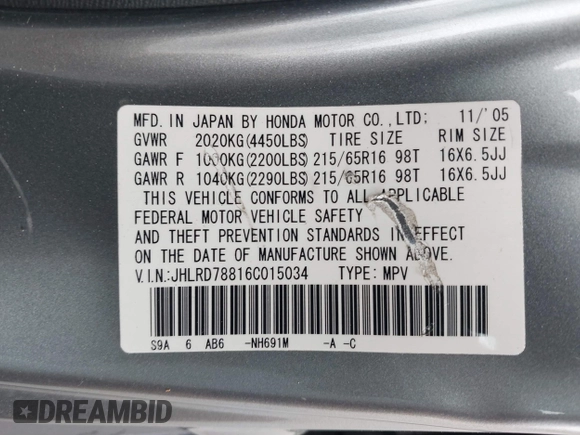 MFD. IN JAPAN BY HONDA MOTOR CO.,LTD; 11/'05
GVWR 2020KG(4450LBS) TIRE SIZE RIM SIZE
GAWR F 1000KG(2200LBS) 215/65R16 98T 16X6.5JJ
GAWR R 1040KG(2290LBS) 215/65R16 98T 16X6.5JJ
THIS VEHICLE CONFORMS TO ALL APPLICABLE
FEDERAL MOTOR VEHICLE SAFETY
AND THEFT PREVENTION STANDARDS IN EFFECT
ON THE DATE OF MANUFACTURE SHOWN ABOVE.
V.I.N.:JHLRD78816C015034 TYPE: MPV
S9A 6 AB6 -NH691M -A -C
DREAMBID